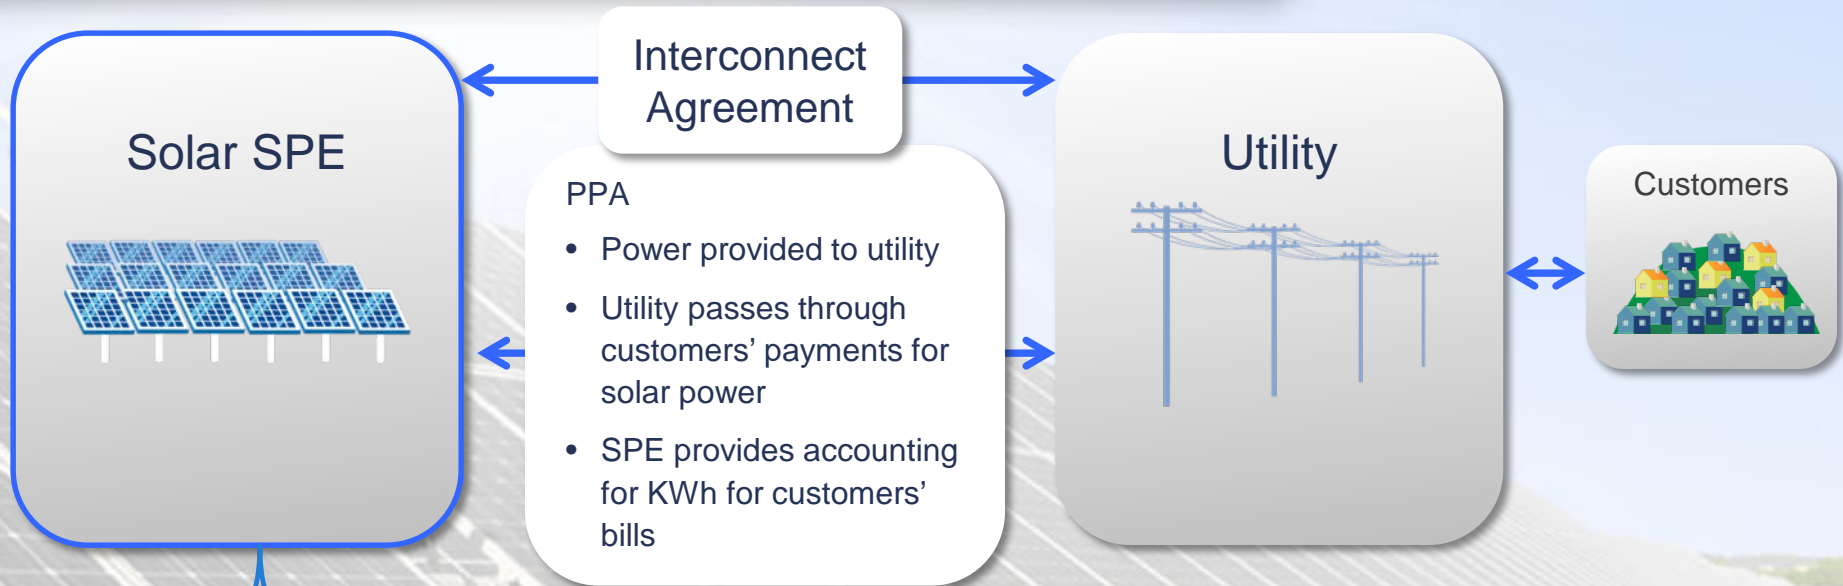 Interconnect
Agreement
Solar SPE
Utility
Customers
PPA
• Power provided to utility
• Utility passes through
customers’ payments for
solar power
• SPE provides accounting
for KWh for customers’
bills